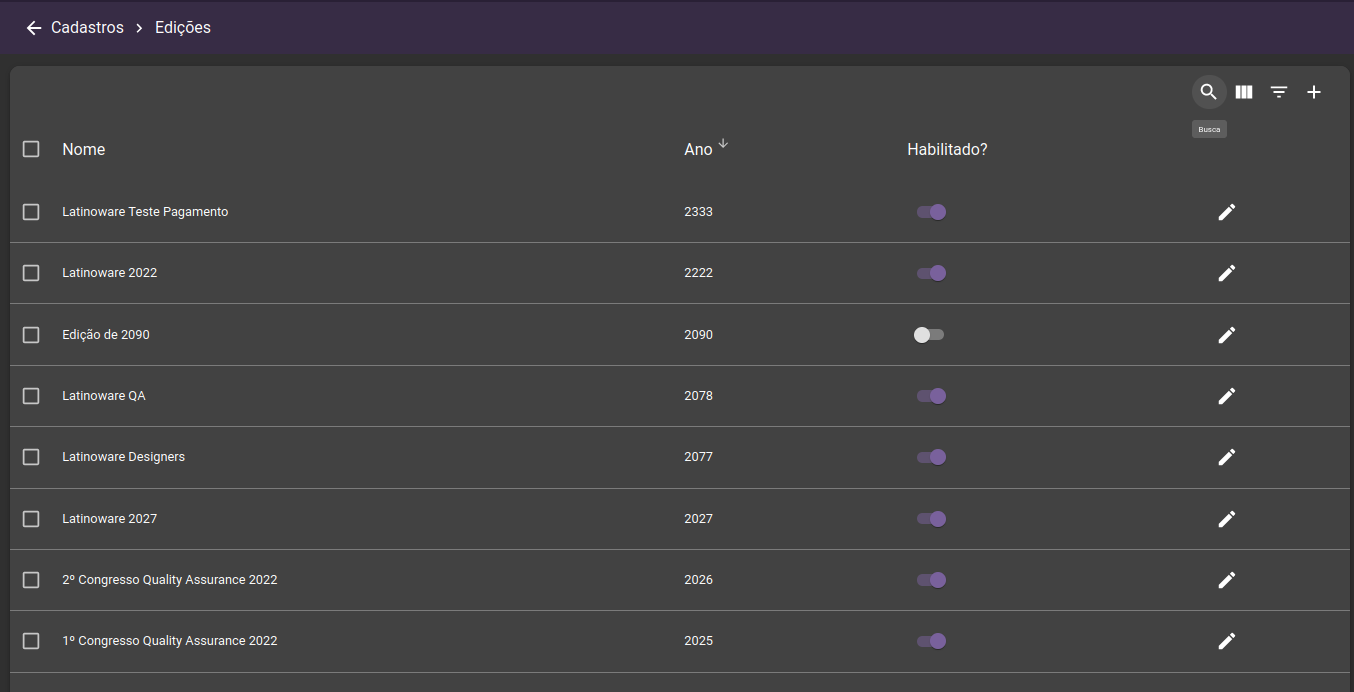 Cadastros > Edições
Busca
Nome Ano Habilitado?
Latinoware Teste Pagamento 2333
Latinoware 2022 2222
Edição de 2090 2090
Latinoware QA 2078
Latinoware Designers 2077
Latinoware 2027 2027
2º Congresso Quality Assurance 2022 2026
1º Congresso Quality Assurance 2022 2025